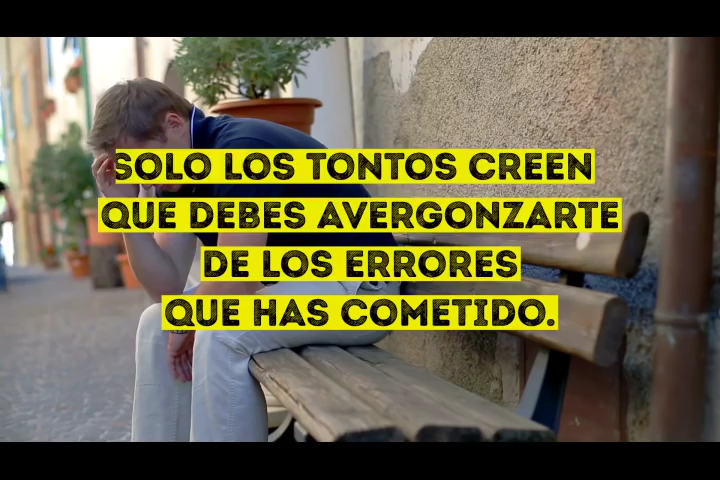 SOLO LOS TONTOS CREEN
QUE DEBES AVERGONZARTE
DE LOS ERRORES
QUE HAS COMETIDO.